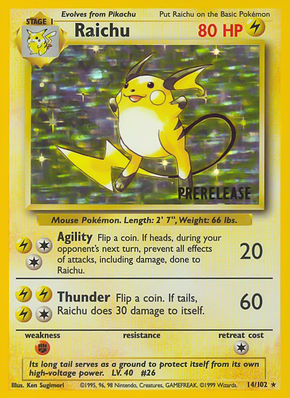 STAGE 1
Evolves from Pikachu
Put Raichu on the Basic Pokémon
Raichu
80 HP
PRERELEASE
Mouse Pokémon. Length: 2' 7", Weight: 66 lbs.
Agility Flip a coin. If heads, during your
opponent's next turn, prevent all effects
of attacks, including damage, done to
Raichu.
20
Thunder Flip a coin. If tails,
Raichu does 30 damage to itself.
60
weakness
resistance
retreat cost
Its long tail serves as a ground to protect itself from its own
high-voltage power. LV. 40 #26
Illus. Ken Sugimori
©1995, 96, 98 Nintendo, Creatures, GAMEFREAK. ©1999 Wizards.
14/102 ★